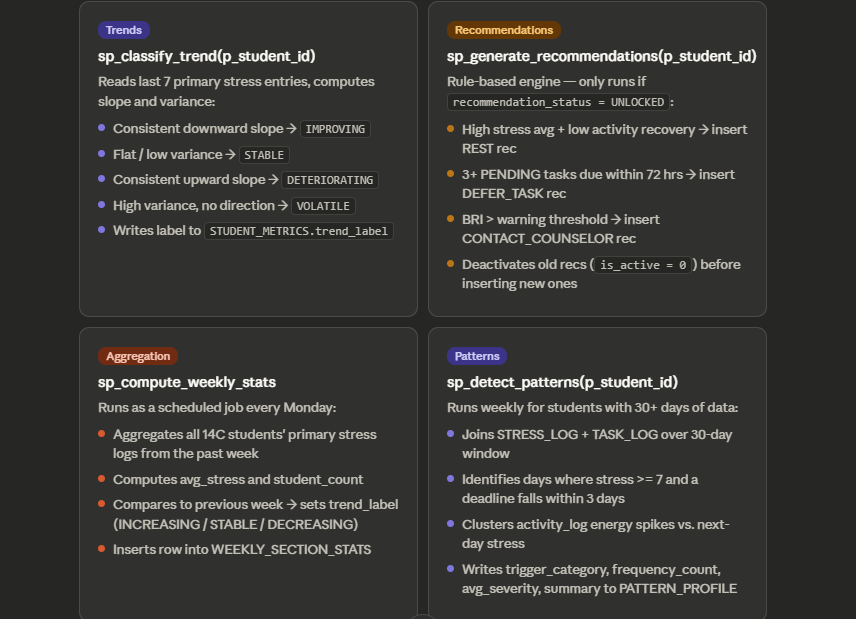 Trends
sp_classify_trend(p_student_id)
Reads last 7 primary stress entries, computes
slope and variance:
Consistent downward slope → IMPROVING
Flat / low variance → STABLE
Consistent upward slope → DETERIORATING
High variance, no direction → VOLATILE
Writes label to STUDENT_METRICS.trend_label
Recommendations
sp_generate_recommendations(p_student_id)
Rule-based engine — only runs if
recommendation_status = UNLOCKED :
High stress avg + low activity recovery → insert
REST rec
3+ PENDING tasks due within 72 hrs → insert
DEFER_TASK rec
BRI > warning threshold → insert
CONTACT_COUNSELOR rec
Deactivates old recs ( is_active = 0 ) before
inserting new ones
Aggregation
sp_compute_weekly_stats
Runs as a scheduled job every Monday:
Aggregates all 14C students' primary stress
logs from the past week
Computes avg_stress and student_count
Compares to previous week → sets trend_label
(INCREASING / STABLE / DECREASING)
Inserts row into WEEKLY_SECTION_STATS
Patterns
sp_detect_patterns(p_student_id)
Runs weekly for students with 30+ days of data:
Joins STRESS_LOG + TASK_LOG over 30-day
window
Identifies days where stress >= 7 and a
deadline falls within 3 days
Clusters activity_log energy spikes vs. next-
day stress
Writes trigger_category, frequency_count,
avg_severity, summary to PATTERN_PROFILE